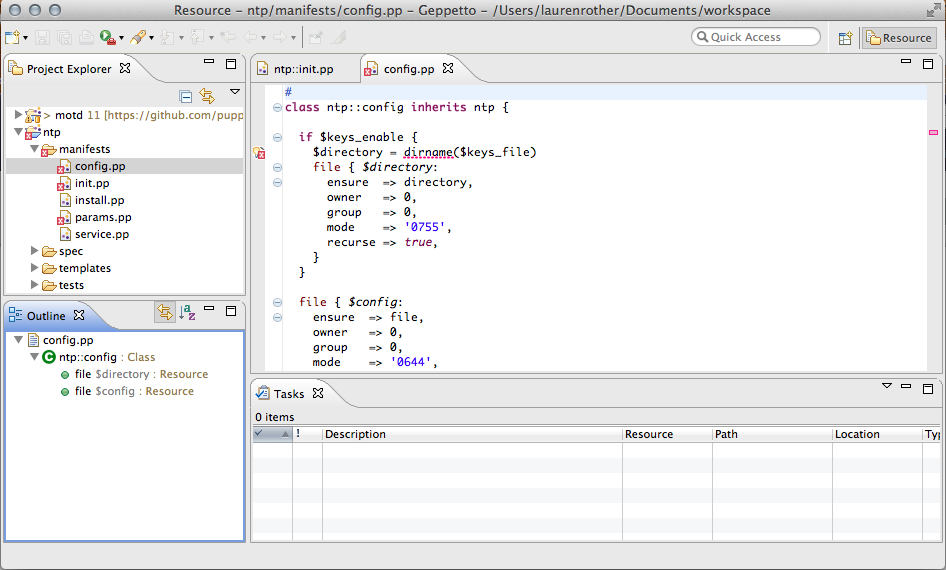 Resource – ntp/manifests/config.pp – Geppetto – /Users/laurenrother/Documents/workspace
Quick Access
Resource
Project Explorer
> motd 11 [https://github.com/pupp
ntp
manifests
config.pp
init.pp
install.pp
params.pp
service.pp
spec
templates
tests
Outline
config.pp
ntp::config : Class
file $directory : Resource
file $config : Resource
ntp::init.pp
config.pp
#
class ntp::config inherits ntp {
if $keys_enable {
$directory = dirname($keys_file)
file { $directory:
ensure => directory,
owner => 0,
group => 0,
mode => '0755',
recurse => true,
}
}
file { $config:
ensure => file,
owner => 0,
group => 0,
mode => '0644',
Tasks
0 items
! Description Resource Path Location Typ